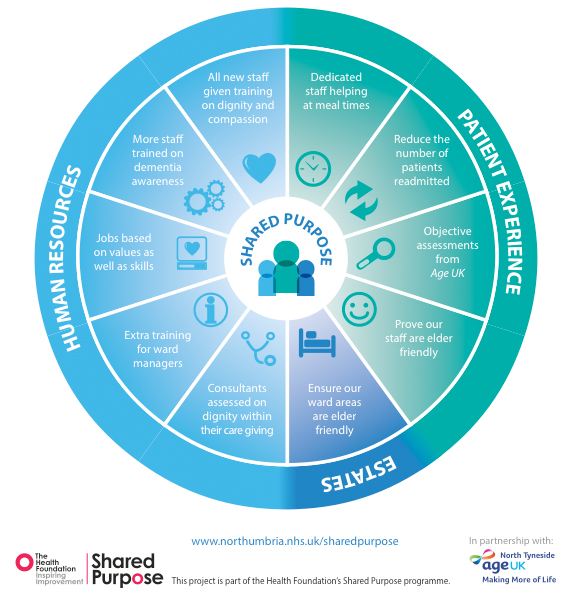 SHARED PURPOSE
PATIENT EXPERIENCE
Dedicated
staff helping
at meal times
Reduce the
number of
patients
readmitted
Objective
assessments
from
Age UK
Prove our
staff are elder
friendly
ESTATES
Ensure our
ward areas
are elder
friendly
HUMAN RESOURCES
Consultants
assessed on
dignity within
their care giving
Extra training
for ward
managers
Jobs based
on values as
well as skills
More staff
trained on
dementia
awareness
All new staff
given training
on dignity and
compassion
www.northumbria.nhs.uk/sharedpurpose
The
Health
Foundation
Inspiring
Improvement
Shared
Purpose
This project is part of the Health Foundation's Shared Purpose programme.
In partnership with:
North Tyneside
age UK
Making More of Life